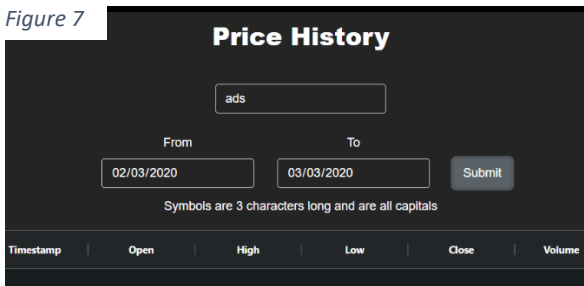 Figure 7
Price History
ads
From To
02/03/2020 03/03/2020 Submit
Symbols are 3 characters long and are all capitals
Timestamp Open High Low Close Volume